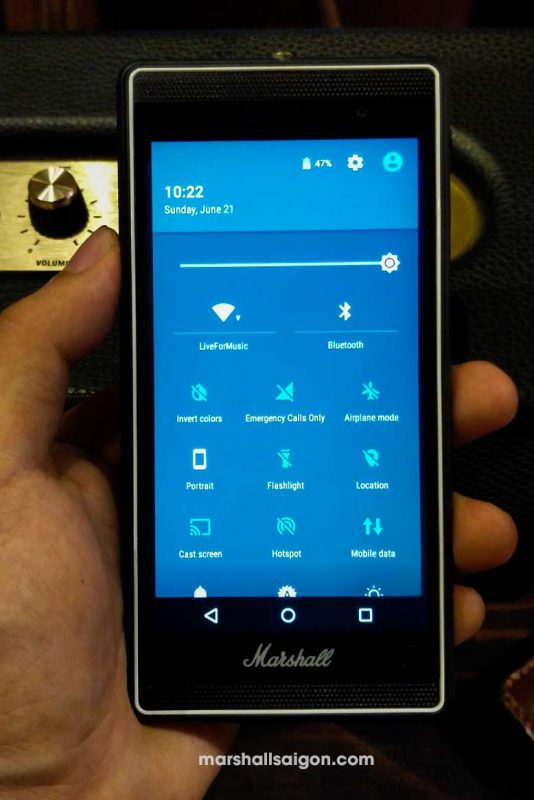 47%
10:22
Sunday, June 21
VOLUME
LiveForMusic Bluetooth
Invert colors Emergency Calls Only Airplane mode
Portrait Flashlight Location
Cast screen Hotspot Mobile data
Marshall
marshallsaigon.com